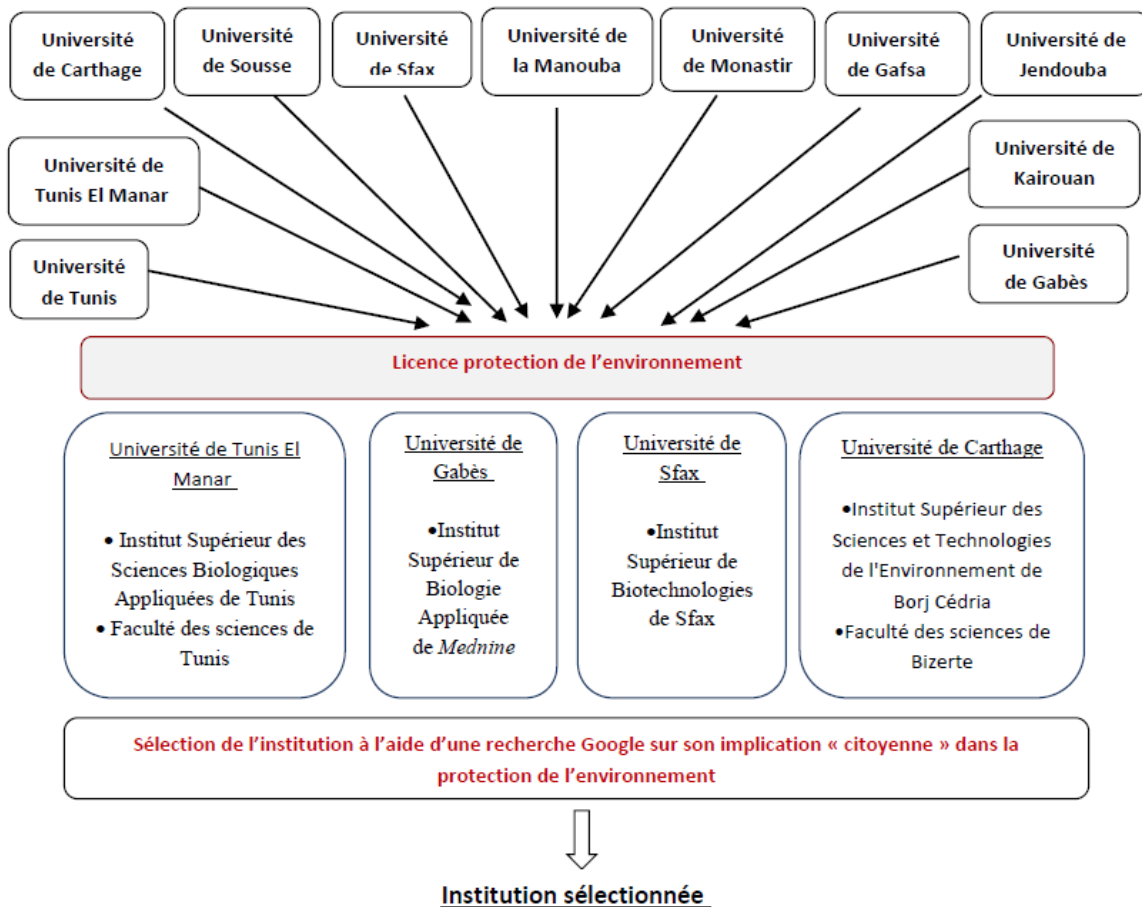 Université
de Carthage
Université
de Sousse
Université
de Sfax
Université de
la Manouba
Université
de Monastir
Université
de Gafsa
Université de
Jendouba
Université de
Tunis El Manar
Université de
Kairouan
Université
de Tunis
Université
de Gabès
Licence protection de l'environnement
Université de Tunis El
Manar
• Institut Supérieur des
Sciences Biologiques
Appliquées de Tunis
• Faculté des sciences de
Tunis
Université de
Gabès
•Institut
Supérieur de
Biologie
Appliquée
de Mednine
Université de
Sfax
•Institut
Supérieur de
Biotechnologies
de Sfax
Université de Carthage
•Institut Supérieur des
Sciences et Technologies
de l'Environnement de
Borj Cédria
•Faculté des sciences de
Bizerte
Sélection de l'institution à l'aide d'une recherche Google sur son implication « citoyenne » dans la
protection de l'environnement
Institution sélectionnée